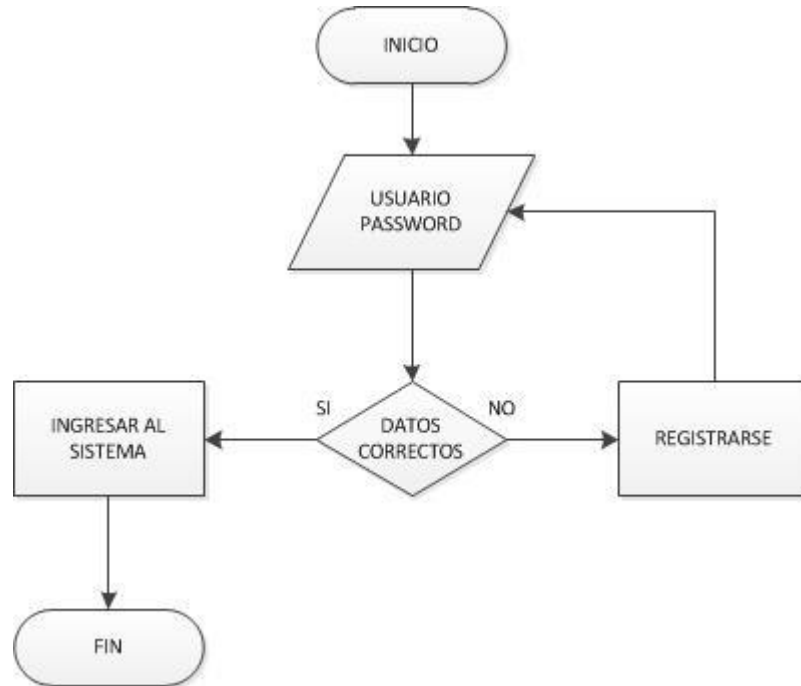 INICIO
USUARIO
PASSWORD
SI
DATOS
CORRECTOS
NO
INGRESAR AL
SISTEMA
REGISTRARSE
FIN